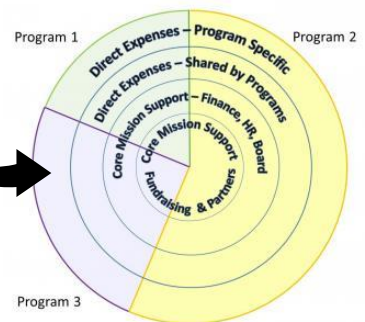 Program 1
Program 2
Direct Expenses – Program Specific
Direct Expenses – Shared by Programs
Core Mission Support – Finance, HR, Board
Core Mission Support
Fundraising & Partners
Program 3